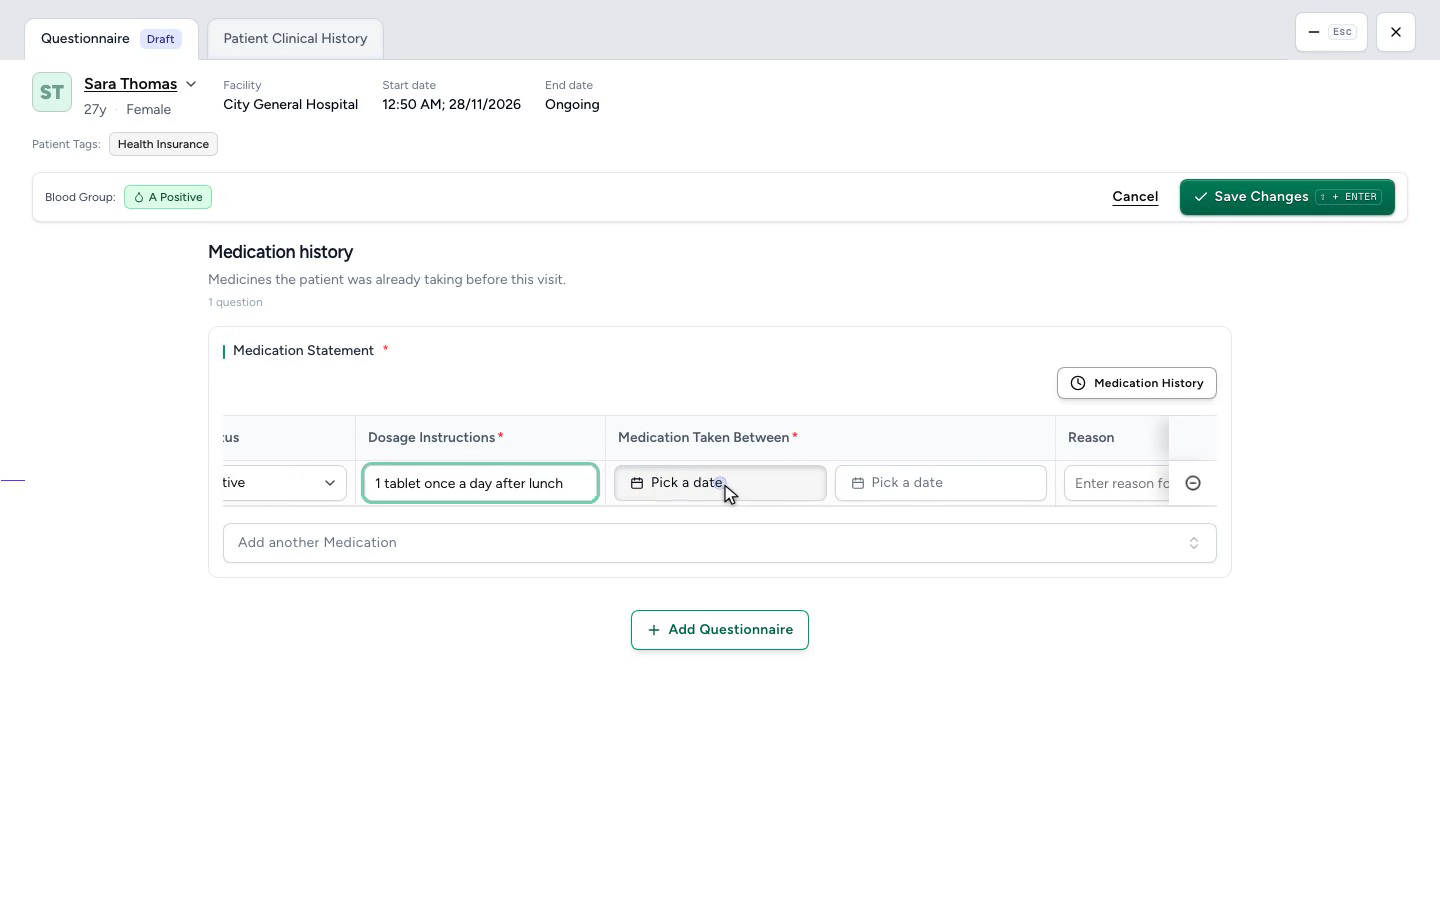 Questionnaire Draft Patient Clinical History Esc
ST Sara Thomas
27y · Female
Facility
City General Hospital
Start date
12:50 AM; 28/11/2026
End date
Ongoing
Patient Tags: Health Insurance
Blood Group: A Positive Cancel Save Changes ⇧ + ENTER
Medication history
Medicines the patient was already taking before this visit.
1 question
Medication Statement *
Medication History
tus Dosage Instructions * Medication Taken Between * Reason
tive 1 tablet once a day after lunch Pick a date Pick a date Enter reason fo
Add another Medication
+ Add Questionnaire